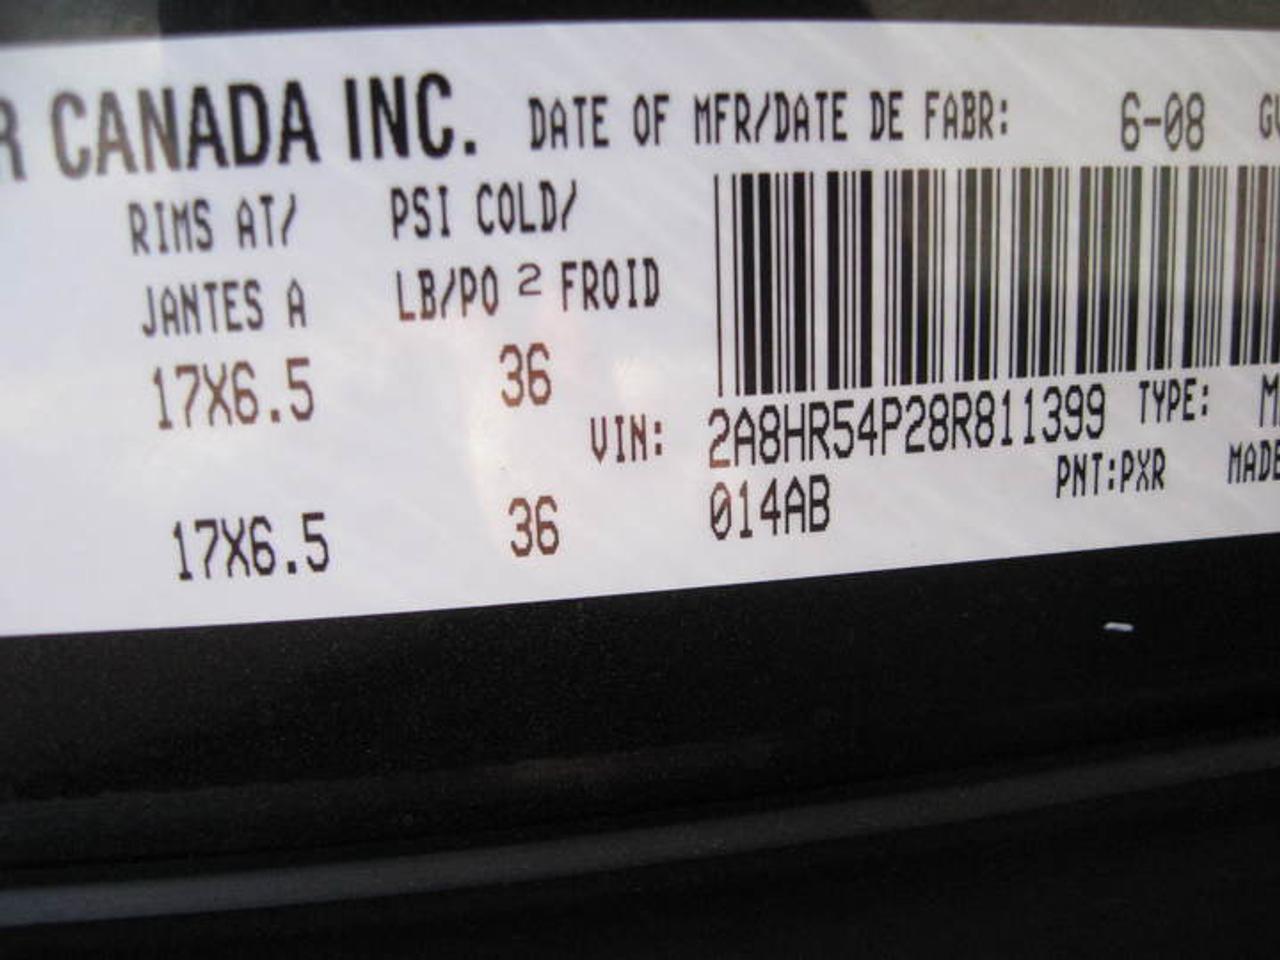 R CANADA INC. DATE OF MFR/DATE DE FABR: 6-08
RIMS AT/ PSI COLD/
JANTES A LB/PO 2 FROID
17X6.5 36
VIN: 2A8HR54P28R811399 TYPE:
17X6.5 36 014AB PNT:PXR MADE